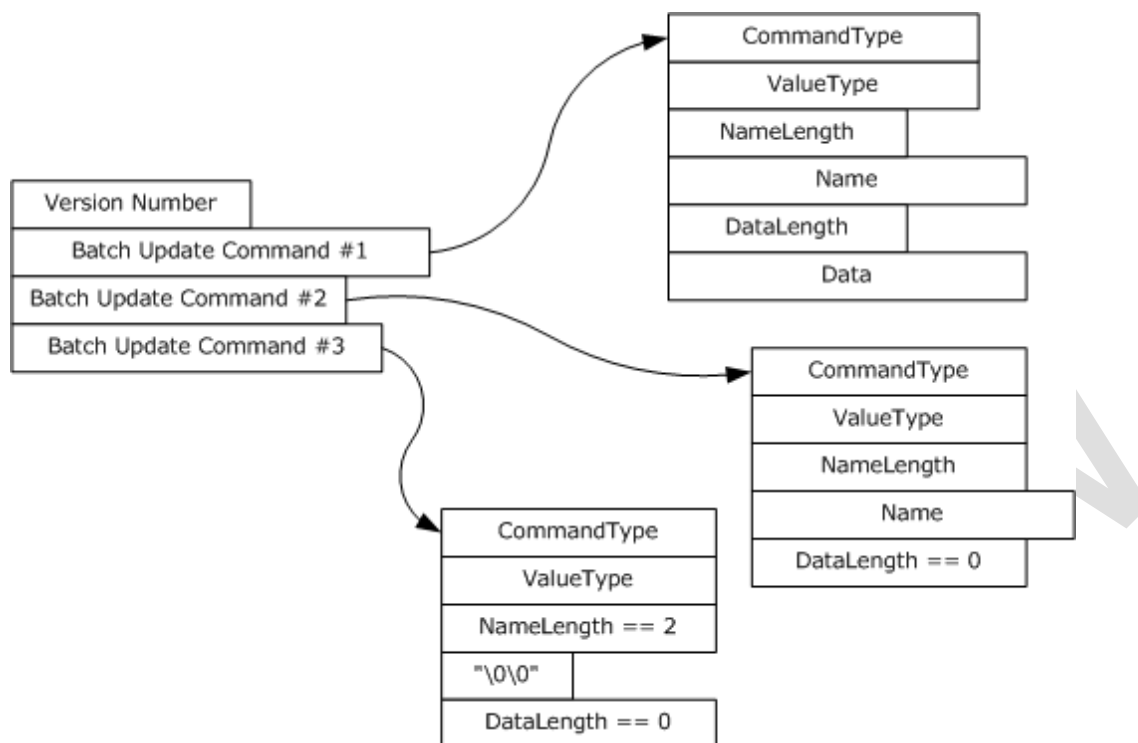 Version Number
Batch Update Command #1
Batch Update Command #2
Batch Update Command #3
CommandType
ValueType
NameLength
Name
DataLength
Data
CommandType
ValueType
NameLength
Name
DataLength == 0
CommandType
ValueType
NameLength == 2
"\0\0"
DataLength == 0